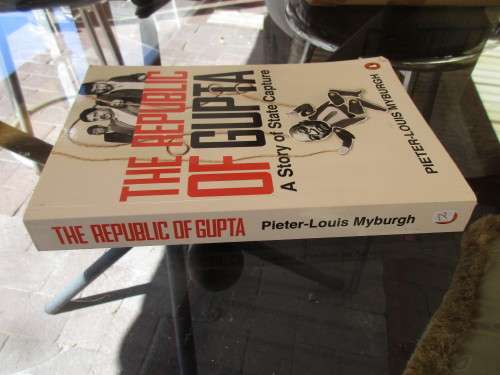 THE REPUBLIC
OF GUPTA
A Story of State Capture
PIETER-LOUIS MYBURGH
THE REPUBLIC OF GUPTA Pieter-Louis Myburgh